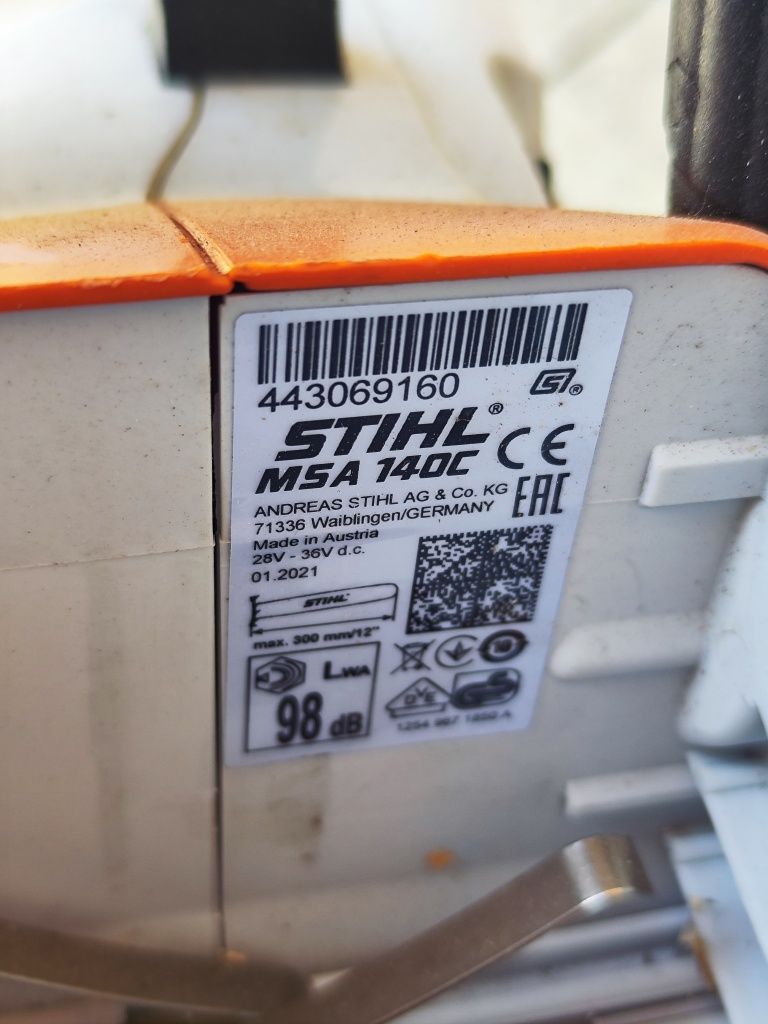 443069160
STIHL®
MSA 140C
CE
EAC
ANDREAS STIHL AG & Co. KG
71336 Waiblingen/GERMANY
Made in Austria
28V - 36V d.c.
01.2021
STIHL
max. 300 mm/12"
LWA
98 dB